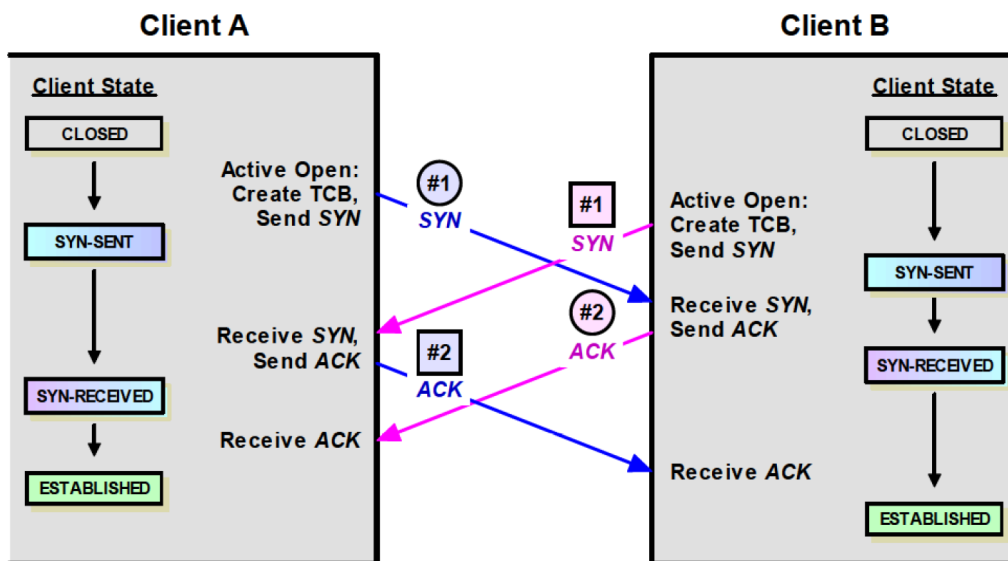 Client A
Client State
CLOSED
Active Open:
Create TCB,
Send SYN
SYN-SENT
Receive SYN,
Send ACK
SYN-RECEIVED
Receive ACK
ESTABLISHED
#1
SYN
#1
SYN
#2
ACK
#2
ACK
Client B
Client State
CLOSED
Active Open:
Create TCB,
Send SYN
SYN-SENT
Receive SYN,
Send ACK
SYN-RECEIVED
Receive ACK
ESTABLISHED